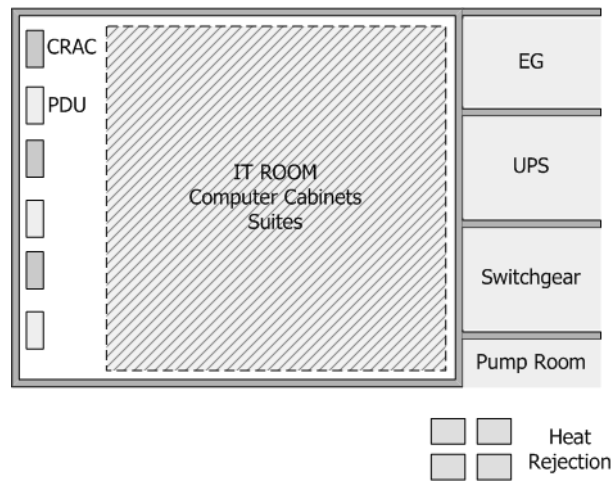 CRAC
PDU
IT ROOM
Computer Cabinets
Suites
EG
UPS
Switchgear
Pump Room
Heat
Rejection